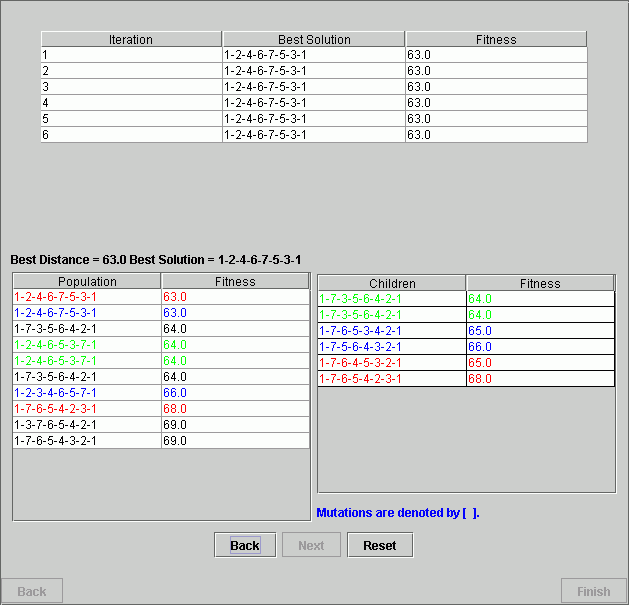 Iteration Best Solution Fitness
1 1-2-4-6-7-5-3-1 63.0
2 1-2-4-6-7-5-3-1 63.0
3 1-2-4-6-7-5-3-1 63.0
4 1-2-4-6-7-5-3-1 63.0
5 1-2-4-6-7-5-3-1 63.0
6 1-2-4-6-7-5-3-1 63.0
Best Distance = 63.0 Best Solution = 1-2-4-6-7-5-3-1
Population Fitness
1-2-4-6-7-5-3-1 63.0
1-2-4-6-7-5-3-1 63.0
1-7-3-5-6-4-2-1 64.0
1-2-4-6-5-3-7-1 64.0
1-2-4-6-5-3-7-1 64.0
1-7-3-5-6-4-2-1 64.0
1-2-3-4-6-5-7-1 66.0
1-7-6-5-4-2-3-1 68.0
1-3-7-6-5-4-2-1 69.0
1-7-6-5-4-3-2-1 69.0
Children Fitness
1-7-3-5-6-4-2-1 64.0
1-7-3-5-6-4-2-1 64.0
1-7-6-5-3-4-2-1 65.0
1-7-5-6-4-3-2-1 66.0
1-7-6-4-5-3-2-1 65.0
1-7-6-5-4-2-3-1 68.0
Mutations are denoted by [ ].
Back Next Reset
Back Finish